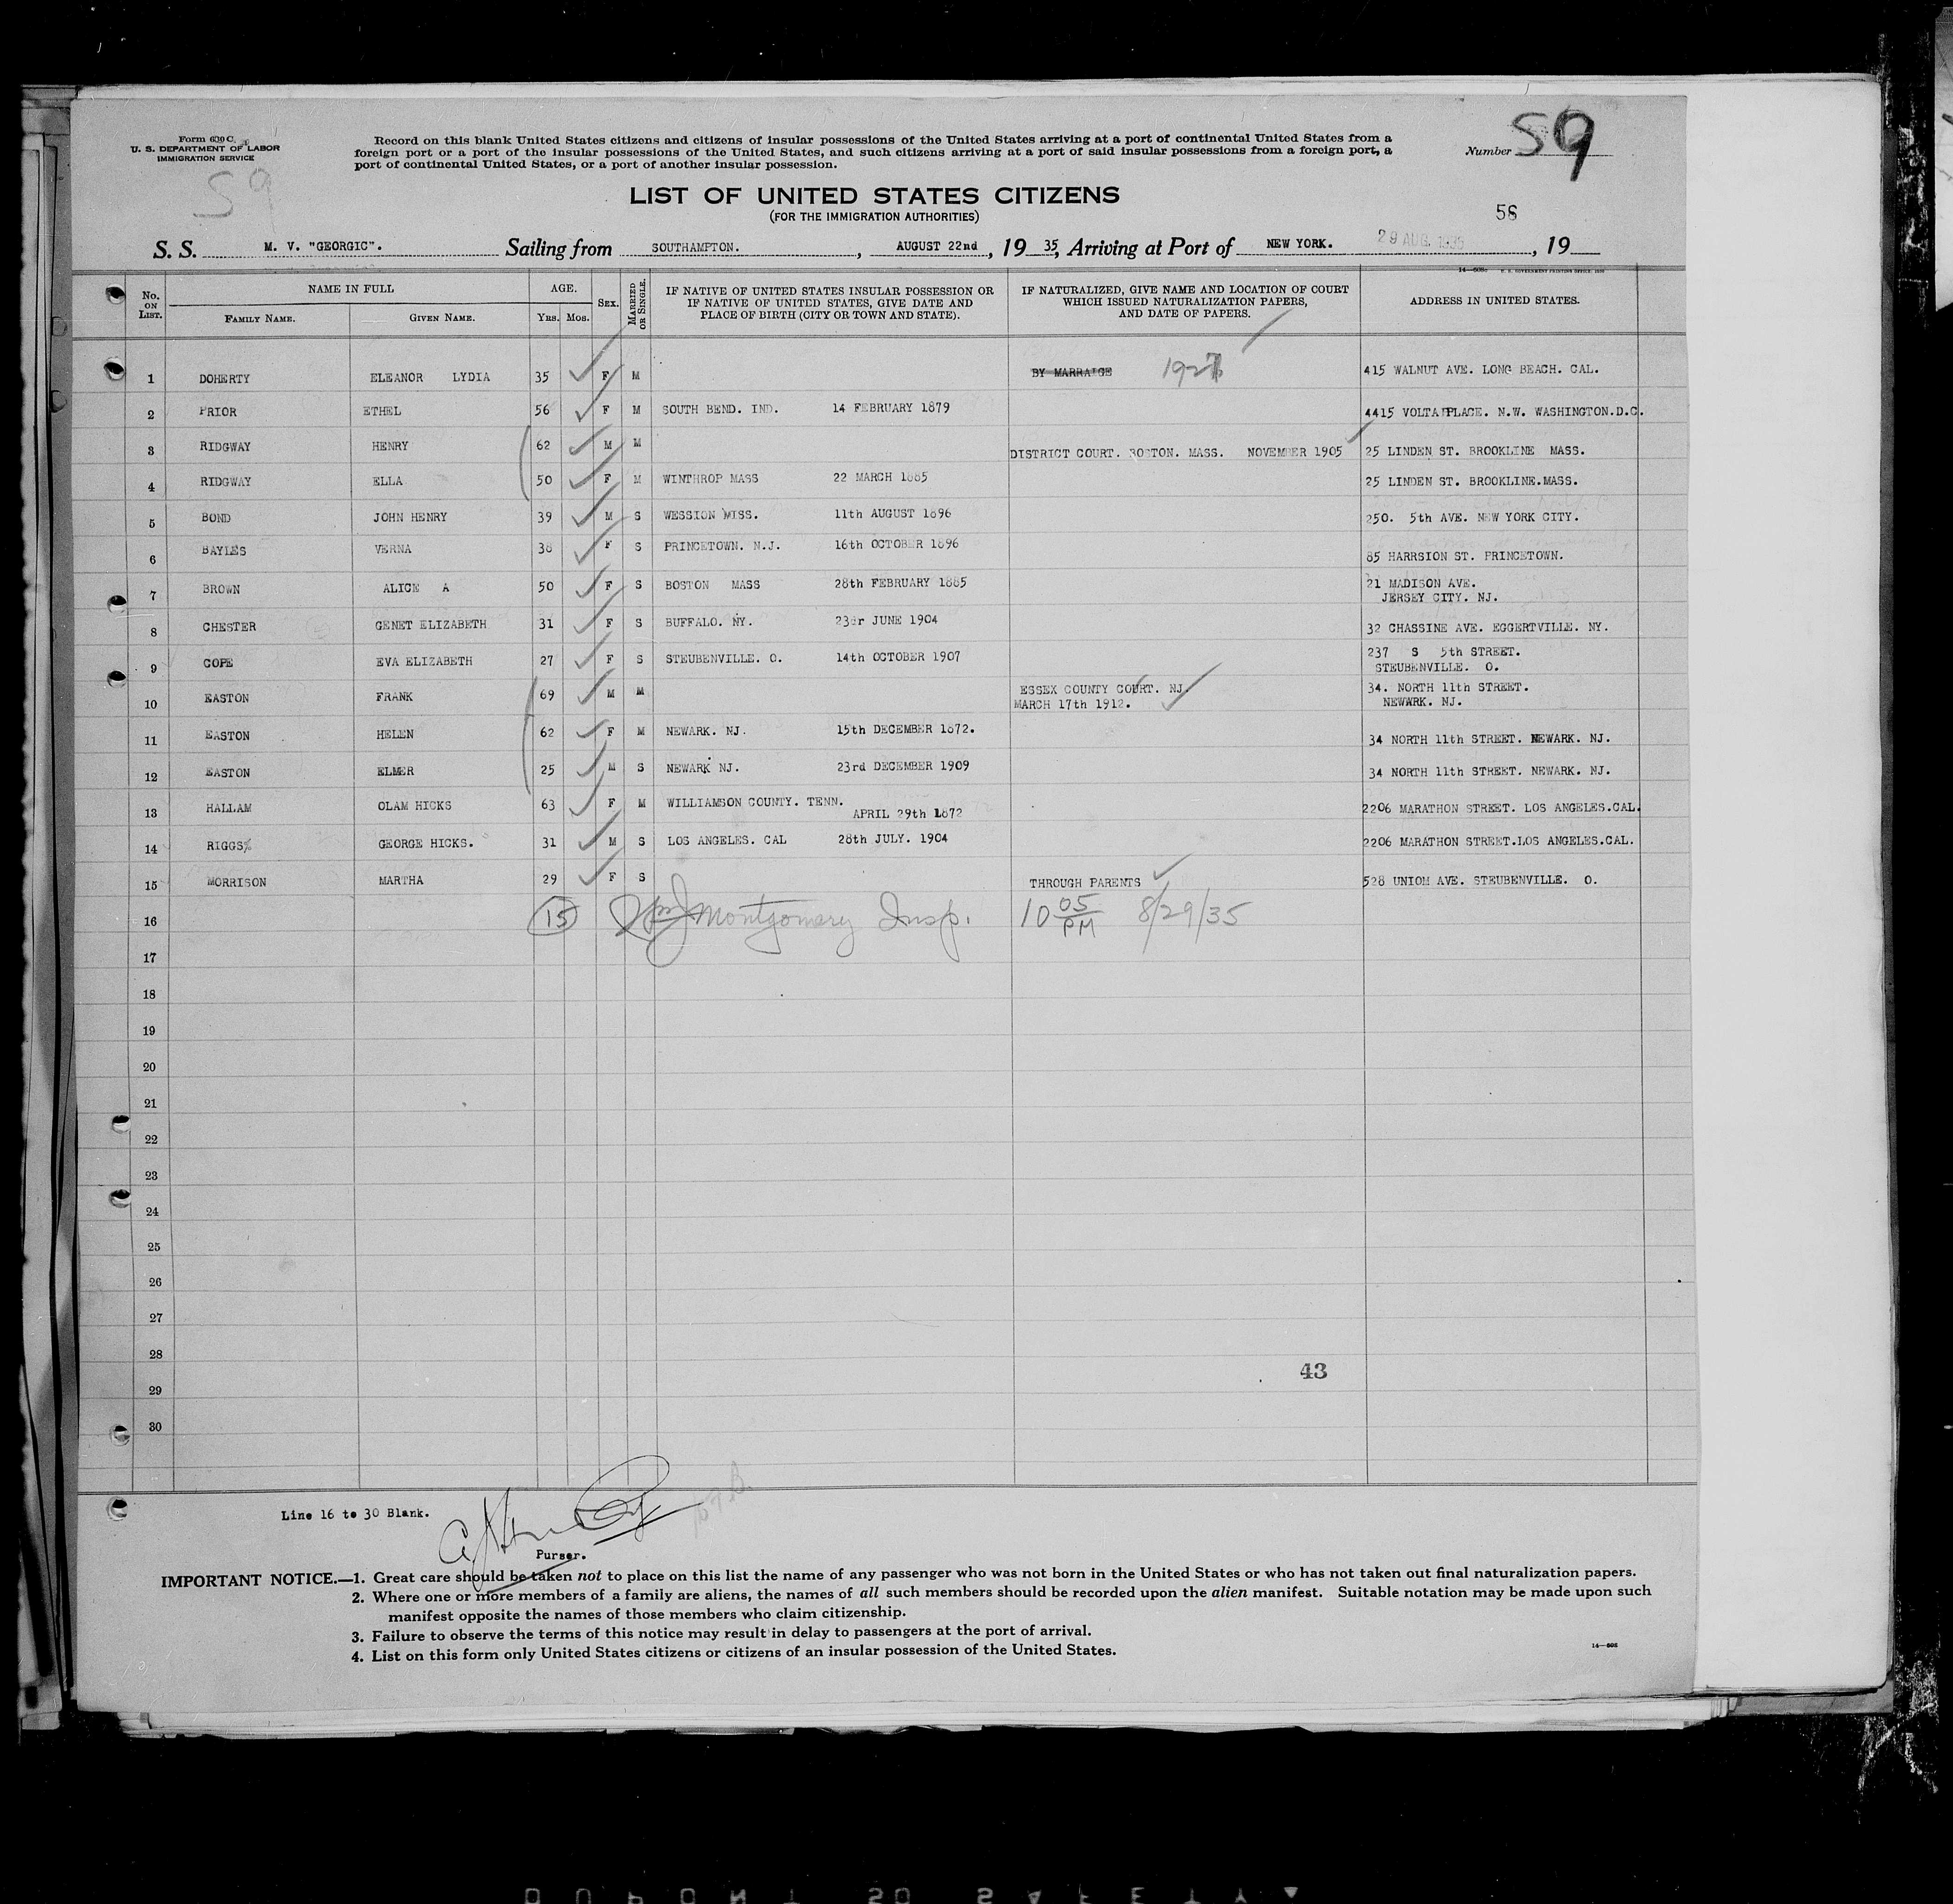 Form 630 C
U. S. DEPARTMENT OF LABOR
IMMIGRATION SERVICE
59
Record on this blank United States citizens and citizens of insular possessions of the United States arriving at a port of continental United States from a
foreign port or a port of the insular possessions of the United States, and such citizens arriving at a port of said insular possessions from a foreign port, a
port of continental United States, or a port of another insular possession.
Number 59
LIST OF UNITED STATES CITIZENS
(FOR THE IMMIGRATION AUTHORITIES)
58
S. S. M. V. "GEORGIC". Sailing from SOUTHAMPTON. , AUGUST 22nd , 19 35, Arriving at Port of NEW YORK. 29 AUG. 1935 , 19
No. ON LIST. NAME IN FULL FAMILY NAME. GIVEN NAME. AGE. YRS. MOS. SEX. MARRIED OR SINGLE. IF NATIVE OF UNITED STATES INSULAR POSSESSION OR IF NATIVE OF UNITED STATES, GIVE DATE AND PLACE OF BIRTH (CITY OR TOWN AND STATE). IF NATURALIZED, GIVE NAME AND LOCATION OF COURT WHICH ISSUED NATURALIZATION PAPERS, AND DATE OF PAPERS. ADDRESS IN UNITED STATES.
1 DOHERTY ELEANOR LYDIA 35 F M BY MARRAIGE 1927 415 WALNUT AVE. LONG BEACH. CAL.
2 PRIOR ETHEL 56 F M SOUTH BEND. IND. 14 FEBRUARY 1879 4415 VOLTA PLACE. N.W. WASHINGTON.D.C.
3 RIDGWAY HENRY 62 M M DISTRICT COURT. BOSTON. MASS. NOVEMBER 1905 25 LINDEN ST. BROOKLINE MASS.
4 RIDGWAY ELLA 50 F M WINTHROP MASS 22 MARCH 1885 25 LINDEN ST. BROOKLINE.MASS.
5 BOND JOHN HENRY 39 M S WESSION MISS. 11th AUGUST 1896 250. 5th AVE. NEW YORK CITY.
6 BAYLES VERNA 38 F S PRINCETOWN. N.J. 16th OCTOBER 1896 85 HARRSION ST. PRINCETOWN.
7 BROWN ALICE A 50 F S BOSTON MASS 28th FEBRUARY 1885 21 MADISON AVE.
JERSEY CITY. NJ.
8 CHESTER GENET ELIZABETH 31 F S BUFFALO. NY. 23dr JUNE 1904 32 CHASSINE AVE. EGGERTVILLE. NY.
9 COPE EVA ELIZABETH 27 F S STEUBENVILLE. O. 14th OCTOBER 1907 237 S 5th STREET.
STEUBENVILLE. O.
10 EASTON FRANK 69 M M ESSEX COUNTY COURT. NJ. 34. NORTH 11th STREET.
MARCH 17th 1912. NEWARK. NJ.
11 EASTON HELEN 62 F M NEWARK. NJ. 15th DECEMBER 1872. 34 NORTH 11th STREET. NEWARK. NJ.
12 EASTON ELMER 25 M S NEWARK NJ. 23rd DECEMBER 1909 34 NORTH 11th STREET. NEWARK. NJ.
13 HALLAM OLAM HICKS 63 F M WILLIAMSON COUNTY. TENN. 2206 MARATHON STREET. LOS ANGELES.CAL.
APRIL 29th 1872
14 RIGGS GEORGE HICKS. 31 M S LOS ANGELES. CAL 28th JULY. 1904 2206 MARATHON STREET.LOS ANGELES.CAL.
15 MORRISON MARTHA 29 F S THROUGH PARENTS 528 UNION AVE. STEUBENVILLE. O.
16 15 Montgomery Insp. 10 05 PM 8/29/35
17
18
19
20
21
22
23
24
25
26
27
28
43
29
30
Line 16 to 30 Blank.
Purser.
IMPORTANT NOTICE.—1. Great care should be taken not to place on this list the name of any passenger who was not born in the United States or who has not taken out final naturalization papers.
2. Where one or more members of a family are aliens, the names of all such members should be recorded upon the alien manifest. Suitable notation may be made upon such
manifest opposite the names of those members who claim citizenship.
3. Failure to observe the terms of this notice may result in delay to passengers at the port of arrival.
4. List on this form only United States citizens or citizens of an insular possession of the United States.